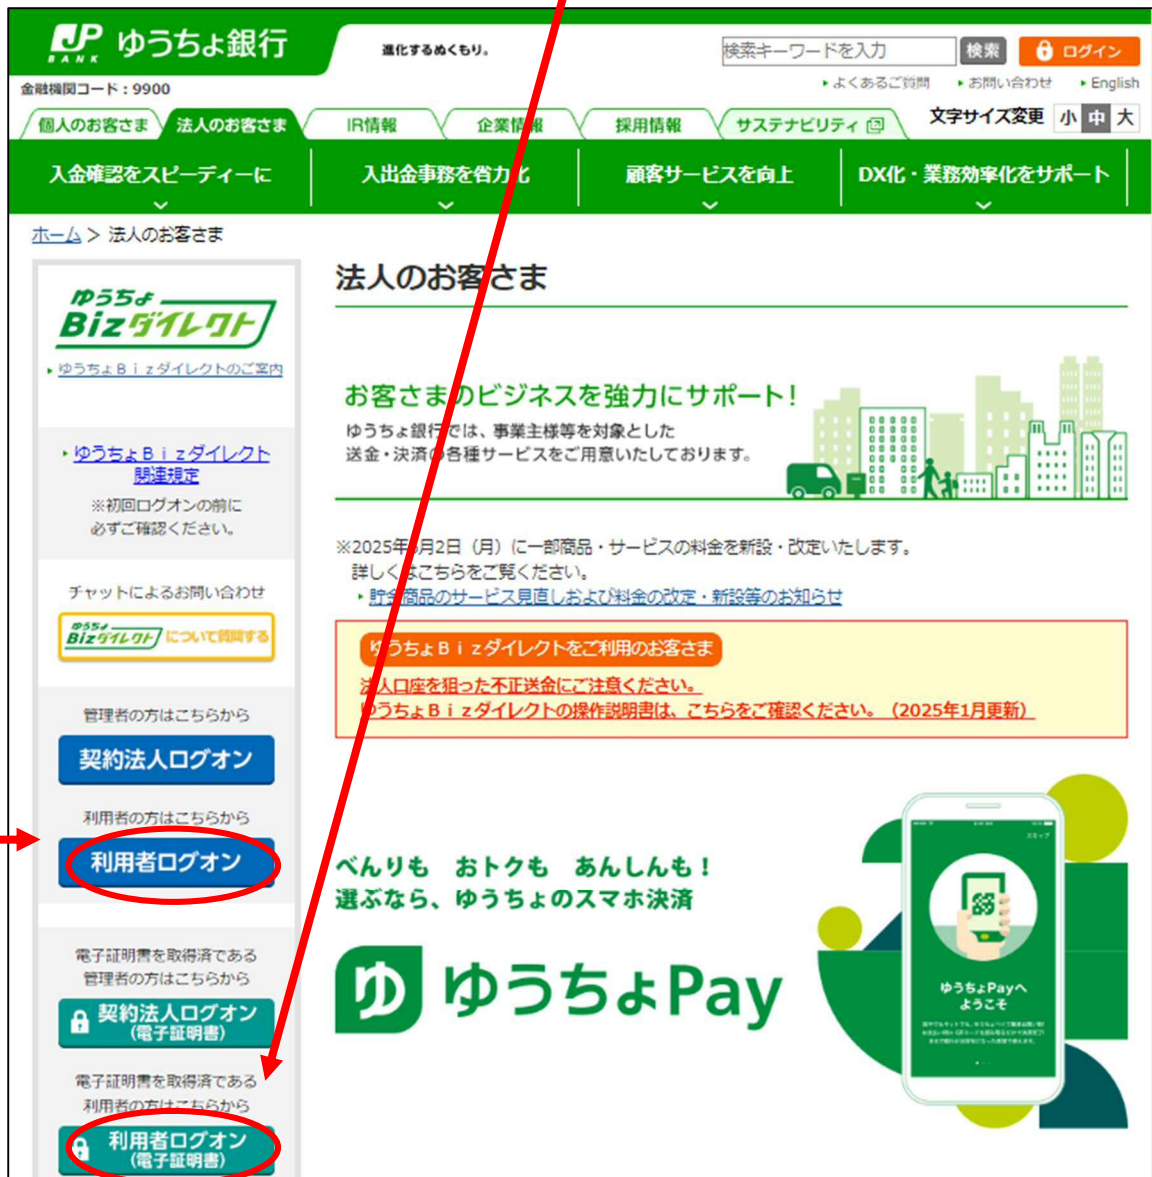 JP
BANK
ゆうちょ銀行
進化するぬくもり。
検索キーワードを入力
検索
ログイン
よくあるご質問
お問い合わせ
English
金融機関コード:9900
個人のお客さま
法人のお客さま
IR情報
企業情報
採用情報
サステナビリティ
文字サイズ変更
小 中 大
入金確認をスピーディーに
入出金事務を省力化
顧客サービスを向上
DX化・業務効率化をサポート
ホーム > 法人のお客さま
ゆうちょ
Bizダイレクト
ゆうちょBizダイレクトのご案内
ゆうちょBizダイレクト
関連規定
※初回ログオンの前に
必ずご確認ください。
チャットによるお問い合わせ
ゆうちょ
Bizダイレクト について質問する
管理者の方はこちらから
契約法人ログオン
利用者の方はこちらから
利用者ログオン
電子証明書を取得済である
管理者の方はこちらから
契約法人ログオン
(電子証明書)
電子証明書を取得済である
利用者の方はこちらから
利用者ログオン
(電子証明書)
法人のお客さま
お客さまのビジネスを強力にサポート!
ゆうちょ銀行では、事業主様等を対象とした
送金・決済の各種サービスをご用意いたしております。
※2025年 月2日(月)に一部商品・サービスの料金を新設・改定いたします。
詳しくはこちらをご覧ください。
貯金商品のサービス見直しおよび料金の改定・新設等のお知らせ
ゆうちょBizダイレクトをご利用のお客さま
法人口座を狙った不正送金にご注意ください。
ゆうちょBizダイレクトの操作説明書は、こちらをご確認ください。(2025年1月更新)
べんりも おトクも あんしんも!
選ぶなら、ゆうちょのスマホ決済
ゆ ゆうちょPay
スキップ
ゆうちょPayへ
ようこそ